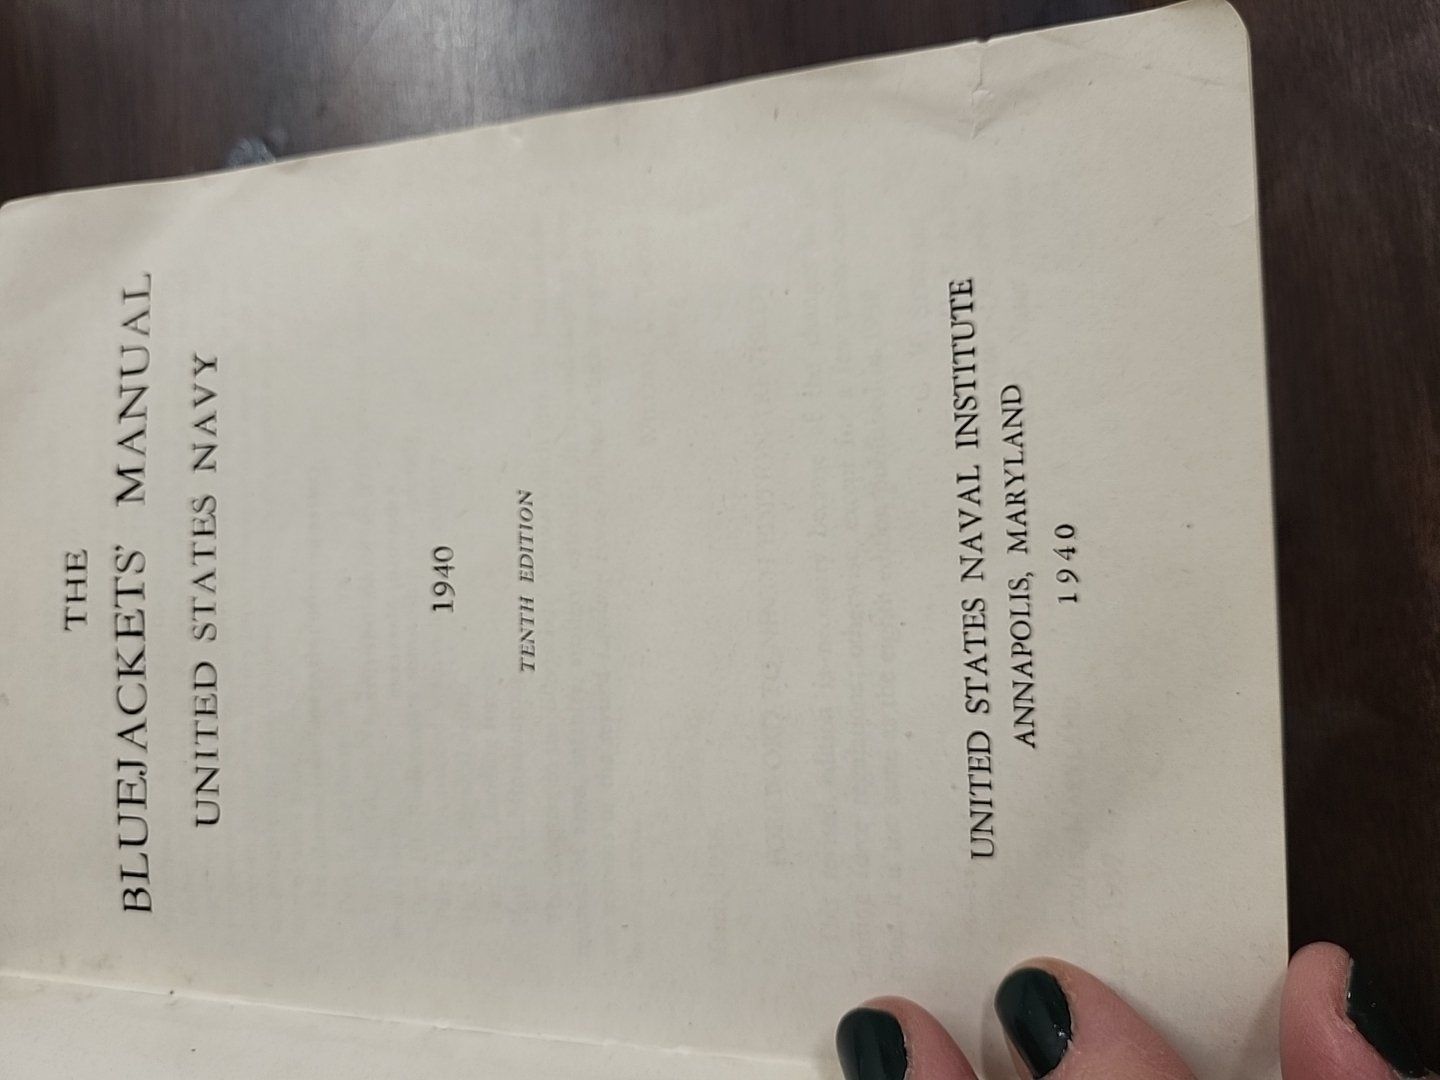 THE
BLUEJACKETS' MANUAL
UNITED STATES NAVY
1940
TENTH EDITION
UNITED STATES NAVAL INSTITUTE
ANNAPOLIS, MARYLAND
1940